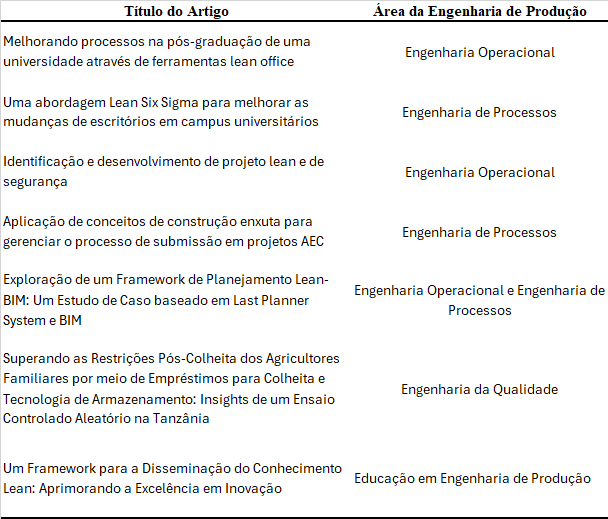 Título do Artigo
Área da Engenharia de Produção
Melhorando processos na pós-graduação de uma
universidade através de ferramentas lean office
Engenharia Operacional
Uma abordagem Lean Six Sigma para melhorar as
mudanças de escritórios em campus universitários
Engenharia de Processos
Identificação e desenvolvimento de projeto lean e de
segurança
Engenharia Operacional
Aplicação de conceitos de construção enxuta para
gerenciar o processo de submissão em projetos AEC
Engenharia de Processos
Exploração de um Framework de Planejamento Lean-
BIM: Um Estudo de Caso baseado em Last Planner
System e BIM
Engenharia Operacional e Engenharia de
Processos
Superando as Restrições Pós-Colheita dos Agricultores
Familiares por meio de Empréstimos para Colheita e
Tecnologia de Armazenamento: Insights de um Ensaio
Controlado Aleatório na Tanzânia
Engenharia da Qualidade
Um Framework para a Disseminação do Conhecimento
Lean: Aprimorando a Excelência em Inovação
Educação em Engenharia de Produção